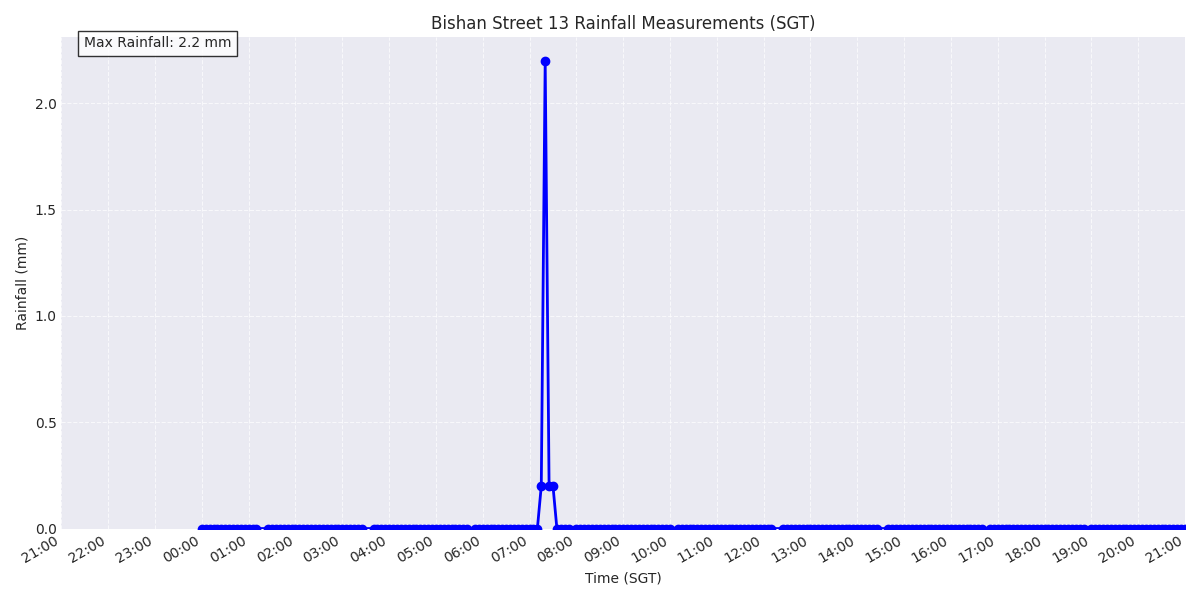 Bishan Street 13 Rainfall Measurements (SGT)
Max Rainfall: 2.2 mm
2.0
1.5
1.0
0.5
0.0
Rainfall (mm)
21:00 22:00 23:00 00:00 01:00 02:00 03:00 04:00 05:00 06:00 07:00 08:00 09:00 10:00 11:00 12:00 13:00 14:00 15:00 16:00 17:00 18:00 19:00 20:00 21:00
Time (SGT)